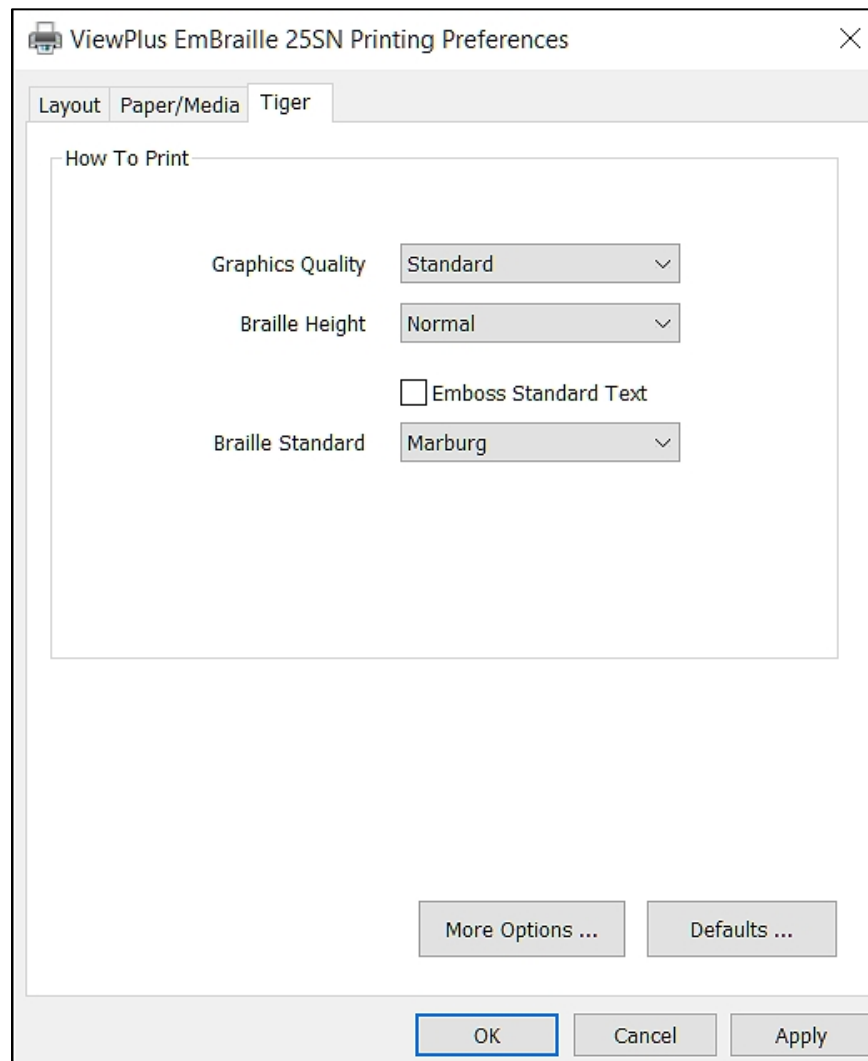 ViewPlus EmBraille 25SN Printing Preferences
Layout Paper/Media Tiger
How To Print
Graphics Quality Standard
Braille Height Normal
Emboss Standard Text
Braille Standard Marburg
More Options ... Defaults ...
OK Cancel Apply